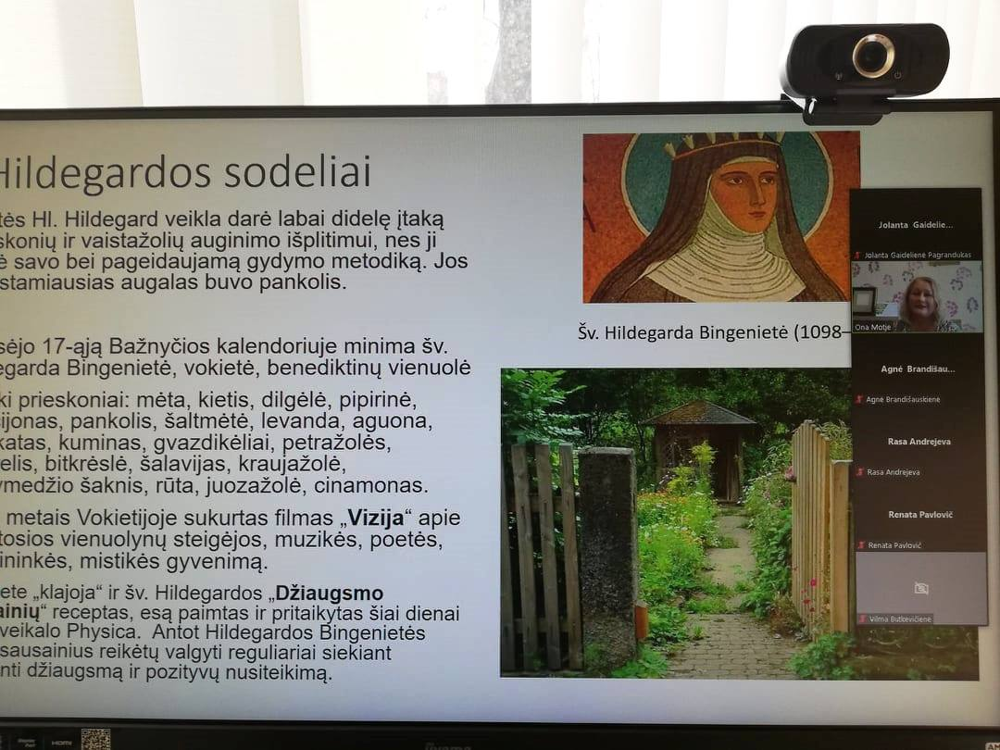 Hildegardos sodeliai
tės Hl. Hildegard veikla darė labai didelę įtaką
skonių ir vaistažolių auginimo išplitimui, nes ji
ė savo bei pageidaujamą gydymo metodiką. Jos
stamiausias augalas buvo pankolis.
sėjo 17-ąją Bažnyčios kalendoriuje minima šv.
egarda Bingenietė, vokietė, benediktinų vienuolė
ki prieskoniai: mėta, kietis, dilgėlė, pipirinė,
ijonas, pankolis, šaltmėtė, levanda, aguona,
katas, kuminas, gvazdikėliai, petražolės,
elis, bitkrėslė, šalavijas, kraujažolė,
ymedžio šaknis, rūta, juozažolė, cinamonas.
metais Vokietijoje sukurtas filmas „Vizija“ apie
tosios vienuolynų steigėjos, muzikės, poetės,
ininkės, mistikės gyvenimą.
ete „klajoja“ ir šv. Hildegardos „Džiaugsmo
ainių“ receptas, esą paimtas ir pritaikytas šiai dienai
veikalo Physica. Antot Hildegardos Bingenietės
sausainius reikėtų valgyti reguliariai siekiant
nti džiaugsmą ir pozityvų nusiteikimą.
Šv. Hildegarda Bingenietė (1098–
Jolanta Gaidelie...
Jolanta Gaidelienė Pagrandukas
Ona Motje
Agnė Brandišau...
Agnė Brandišauskienė
Rasa Andrejeva
Rasa Andrejeva
Renata Pavlovič
Renata Pavlovič
Vilma Butkevičienė
HDMI